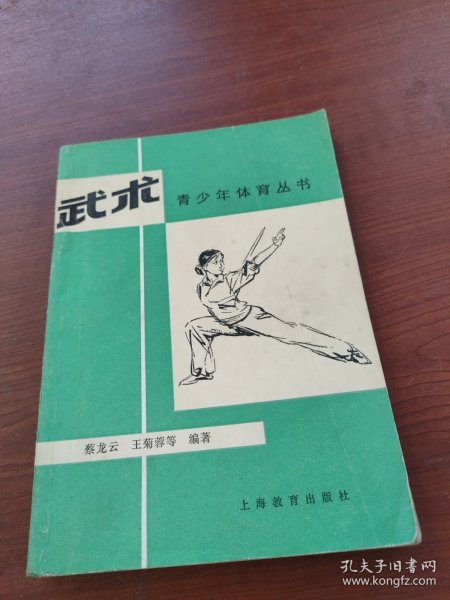 武术
青少年体育丛书
蔡龙云 王菊蓉等 编著
上海教育出版社
孔夫子旧书网
www.kongfz.com